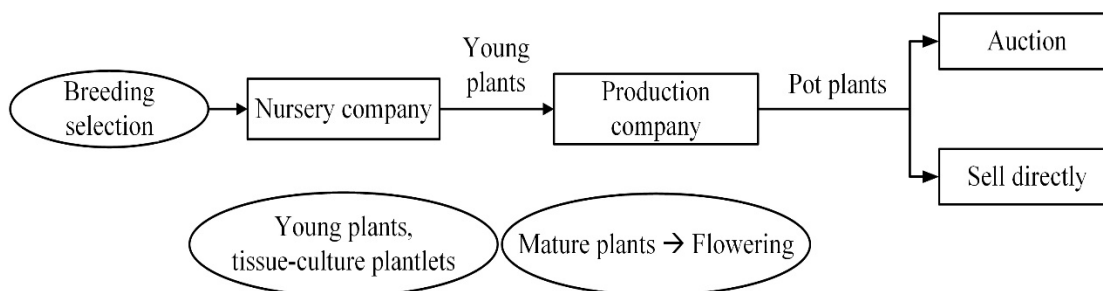 Breeding
selection
Nursery company
Young
plants
Production
company
Pot plants
Auction
Sell directly
Young plants,
tissue-culture plantlets
Mature plants → Flowering